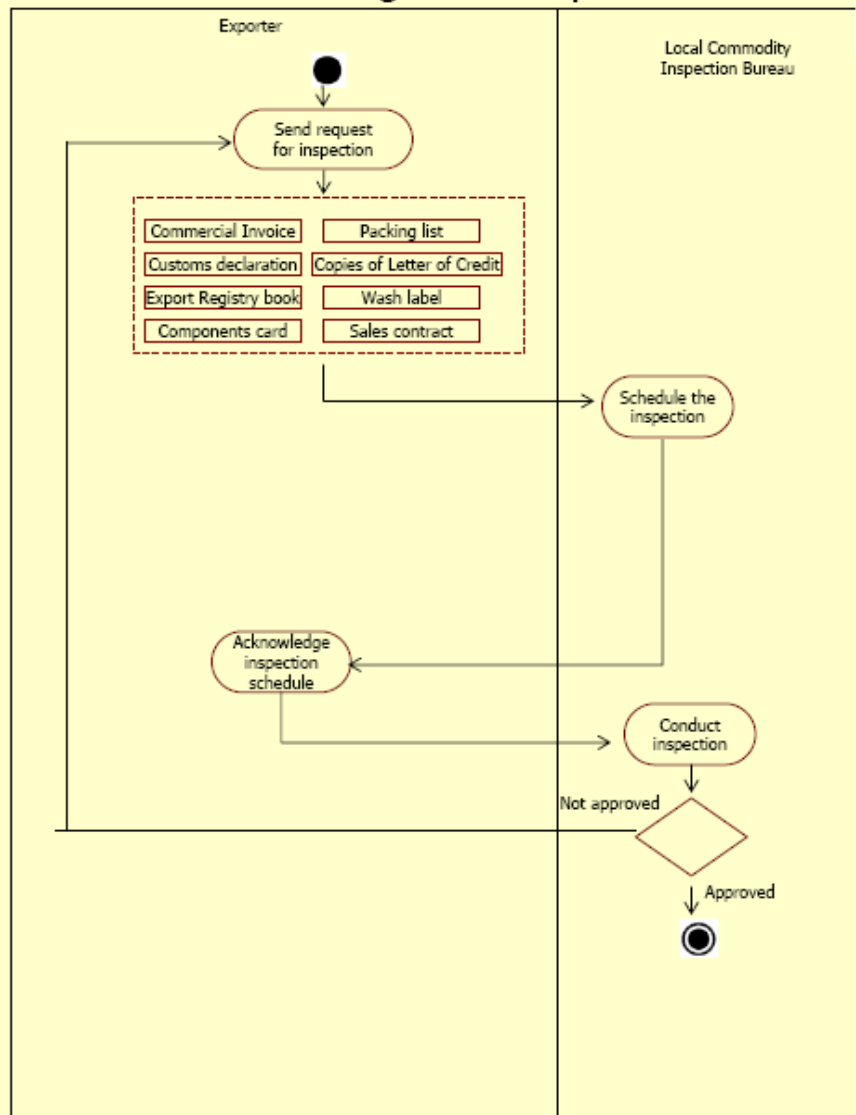 Exporter
Local Commodity
Inspection Bureau
Send request
for inspection
Commercial Invoice
Packing list
Customs declaration
Copies of Letter of Credit
Export Registry book
Wash label
Components card
Sales contract
Schedule the
inspection
Acknowledge
inspection
schedule
Conduct
inspection
Not approved
Approved